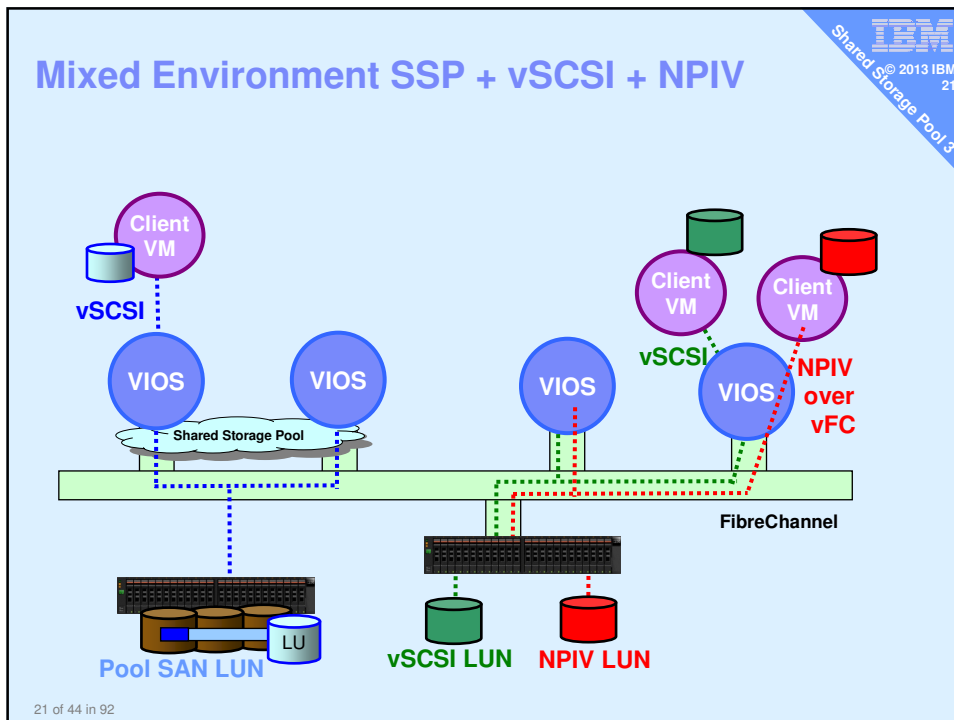 Mixed Environment SSP + vSCSI + NPIV
IBM
© 2013 IBM
21
Shared Storage Pool 3
Client
VM
vSCSI
VIOS
VIOS
Shared Storage Pool
VIOS
Client
VM
Client
VM
vSCSI
VIOS
NPIV
over
vFC
FibreChannel
LU
Pool SAN LUN
vSCSI LUN
NPIV LUN
21 of 44 in 92